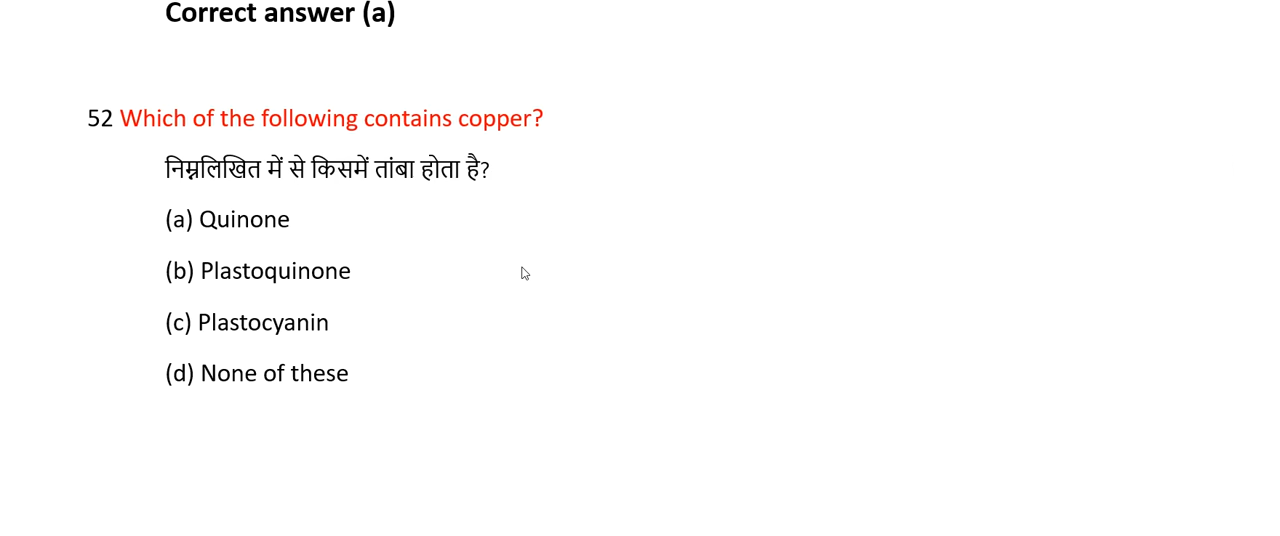 Correct answer (a)
52 Which of the following contains copper?
निम्नलिखित में से किसमें तांबा होता है?
(a) Quinone
(b) Plastoquinone
(c) Plastocyanin
(d) None of these